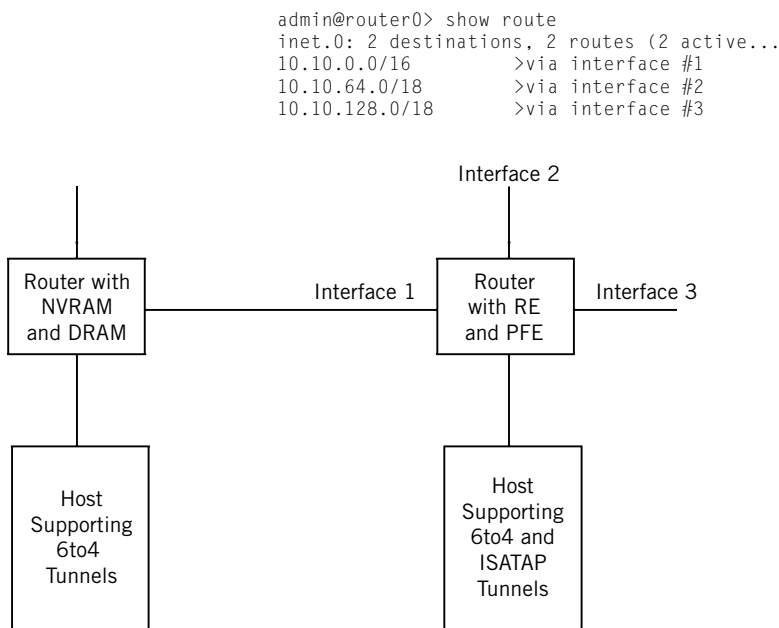 admin@router0> show route
inet.0: 2 destinations, 2 routes (2 active...
10.10.0.0/16 >via interface #1
10.10.64.0/18 >via interface #2
10.10.128.0/18 >via interface #3
Interface 2
Router with
NVRAM
and DRAM
Interface 1
Router
with RE
and PFE
Interface 3
Host
Supporting
6to4
Tunnels
Host
Supporting
6to4 and
ISATAP
Tunnels